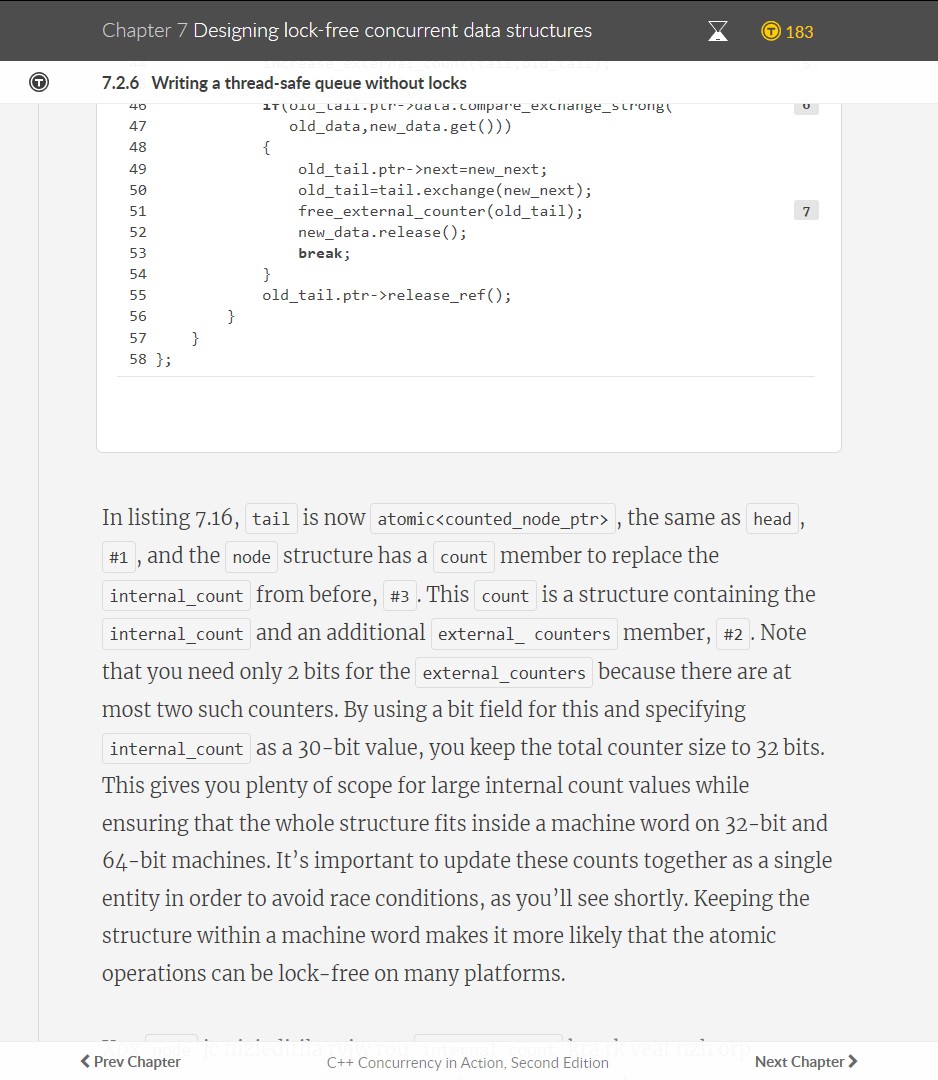 Chapter 7 Designing lock-free concurrent data structures
183
7.2.6 Writing a thread-safe queue without locks
46 if(old_tail.ptr->data.compare_exchange_strong( 6
47 old_data,new_data.get()))
48 {
49 old_tail.ptr->next=new_next;
50 old_tail=tail.exchange(new_next);
51 free_external_counter(old_tail); 7
52 new_data.release();
53 break;
54 }
55 old_tail.ptr->release_ref();
56 }
57 }
58 };
In listing 7.16, tail is now atomic<counted_node_ptr> , the same as head ,
#1 , and the node structure has a count member to replace the
internal_count from before, #3 . This count is a structure containing the
internal_count and an additional external_ counters member, #2 . Note
that you need only 2 bits for the external_counters because there are at
most two such counters. By using a bit field for this and specifying
internal_count as a 30-bit value, you keep the total counter size to 32 bits.
This gives you plenty of scope for large internal count values while
ensuring that the whole structure fits inside a machine word on 32-bit and
64-bit machines. It’s important to update these counts together as a single
entity in order to avoid race conditions, as you’ll see shortly. Keeping the
structure within a machine word makes it more likely that the atomic
operations can be lock-free on many platforms.
Prev Chapter
C++ Concurrency in Action, Second Edition
Next Chapter